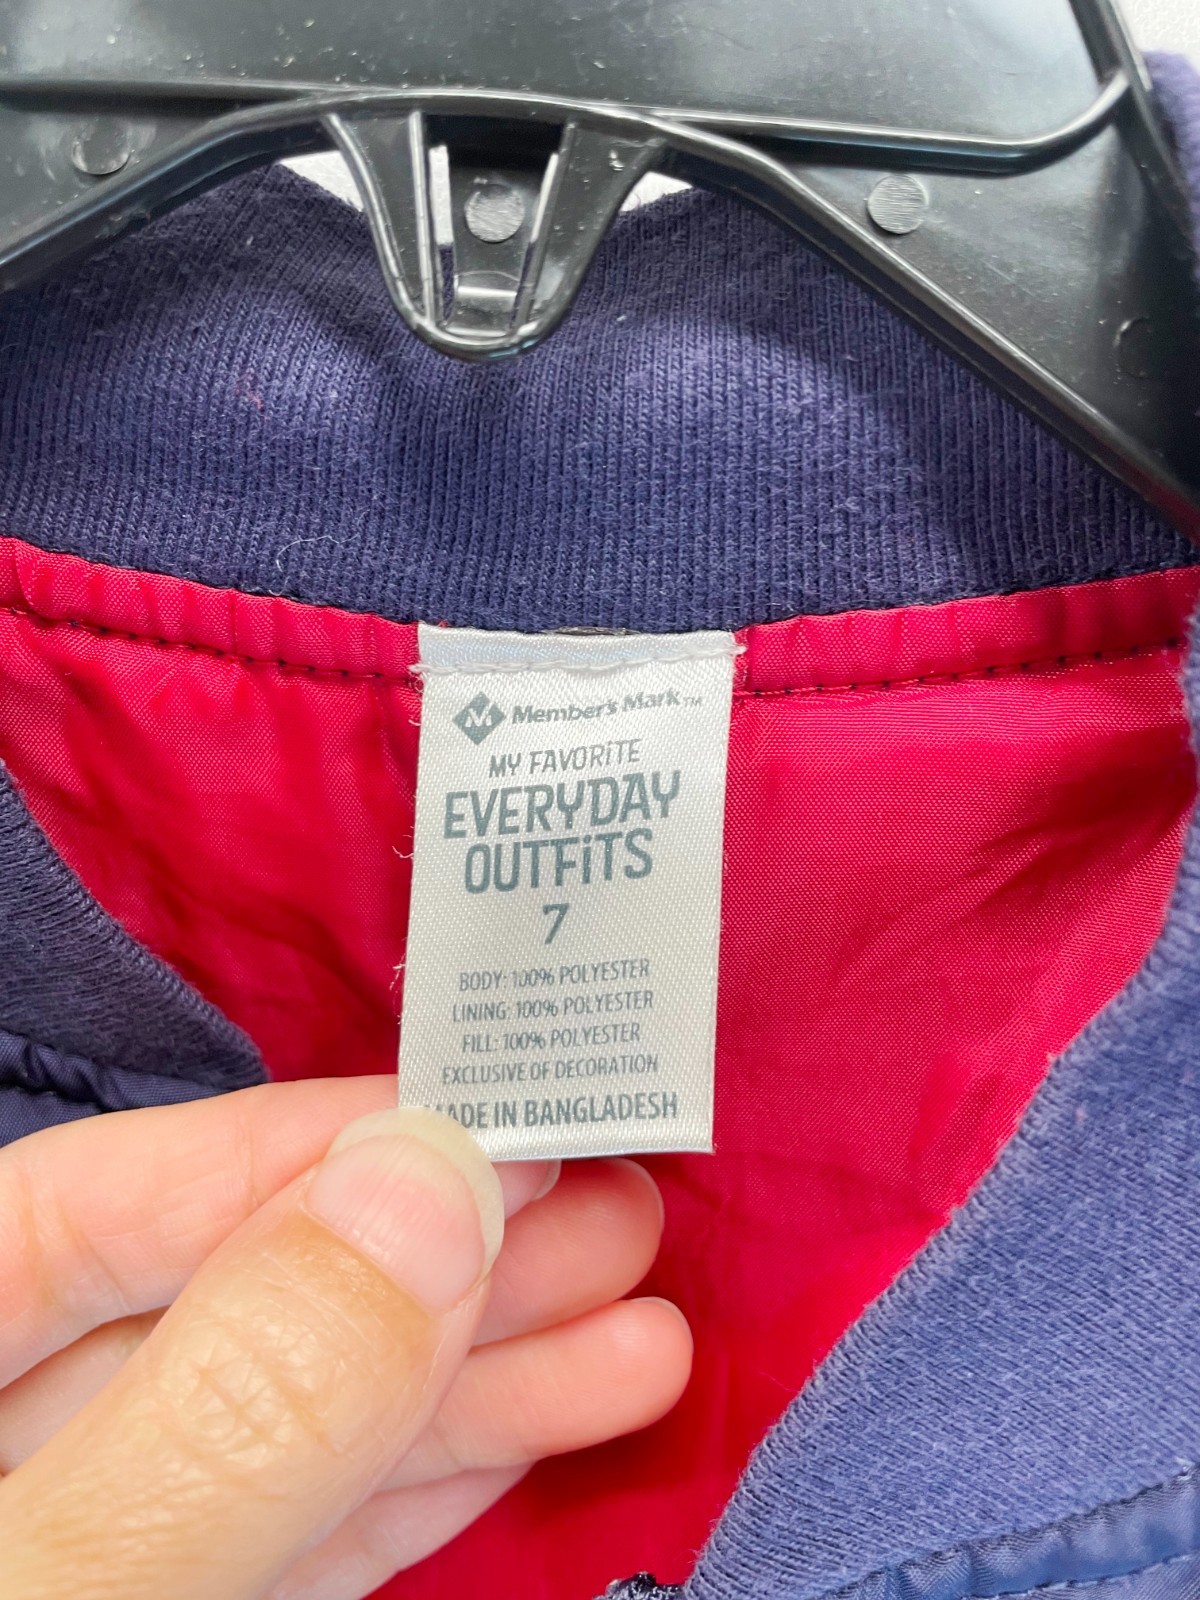 Member's Mark™
MY FAVORiTE
EVERYDAY
OUTFiTS
7
BODY: 100% POLYESTER
LINING: 100% POLYESTER
FILL: 100% POLYESTER
EXCLUSIVE OF DECORATION
MADE IN BANGLADESH